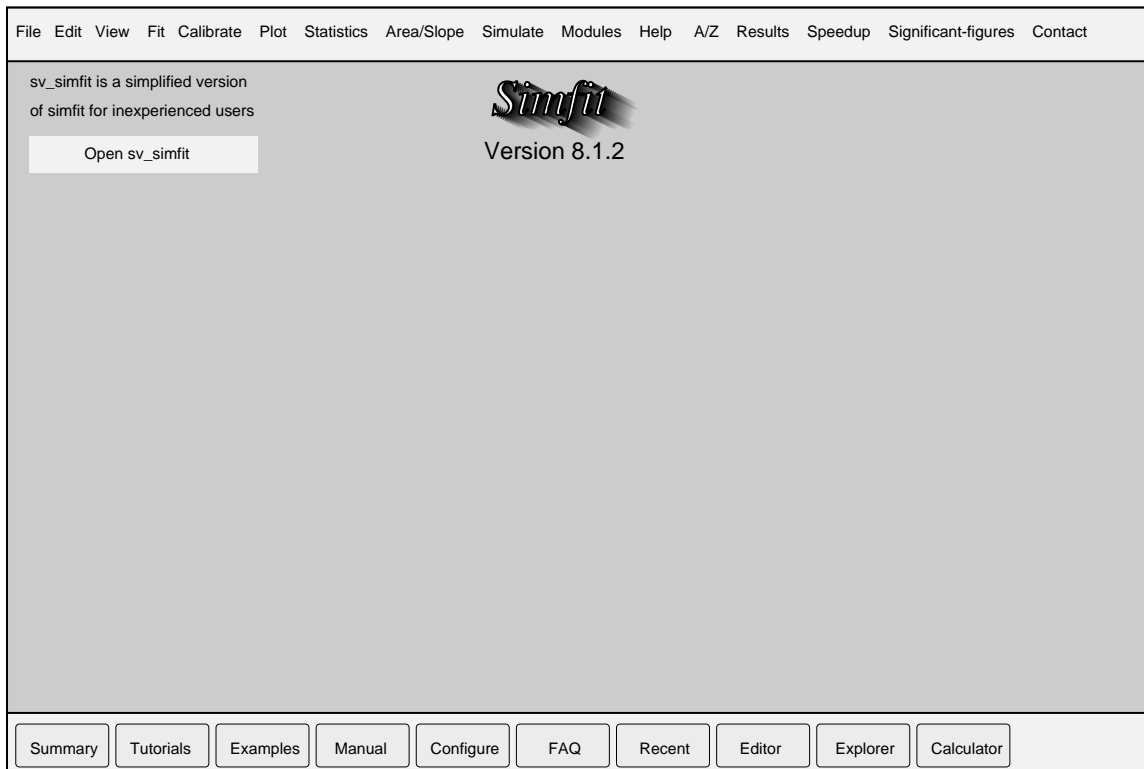 File Edit View Fit Calibrate Plot Statistics Area/Slope Simulate Modules Help A/Z Results Speedup Significant-figures Contact
sv_simfit is a simplified version
of simfit for inexperienced users
Open sv_simfit
Simfit
Version 8.1.2
Summary Tutorials Examples Manual Configure FAQ Recent Editor Explorer Calculator